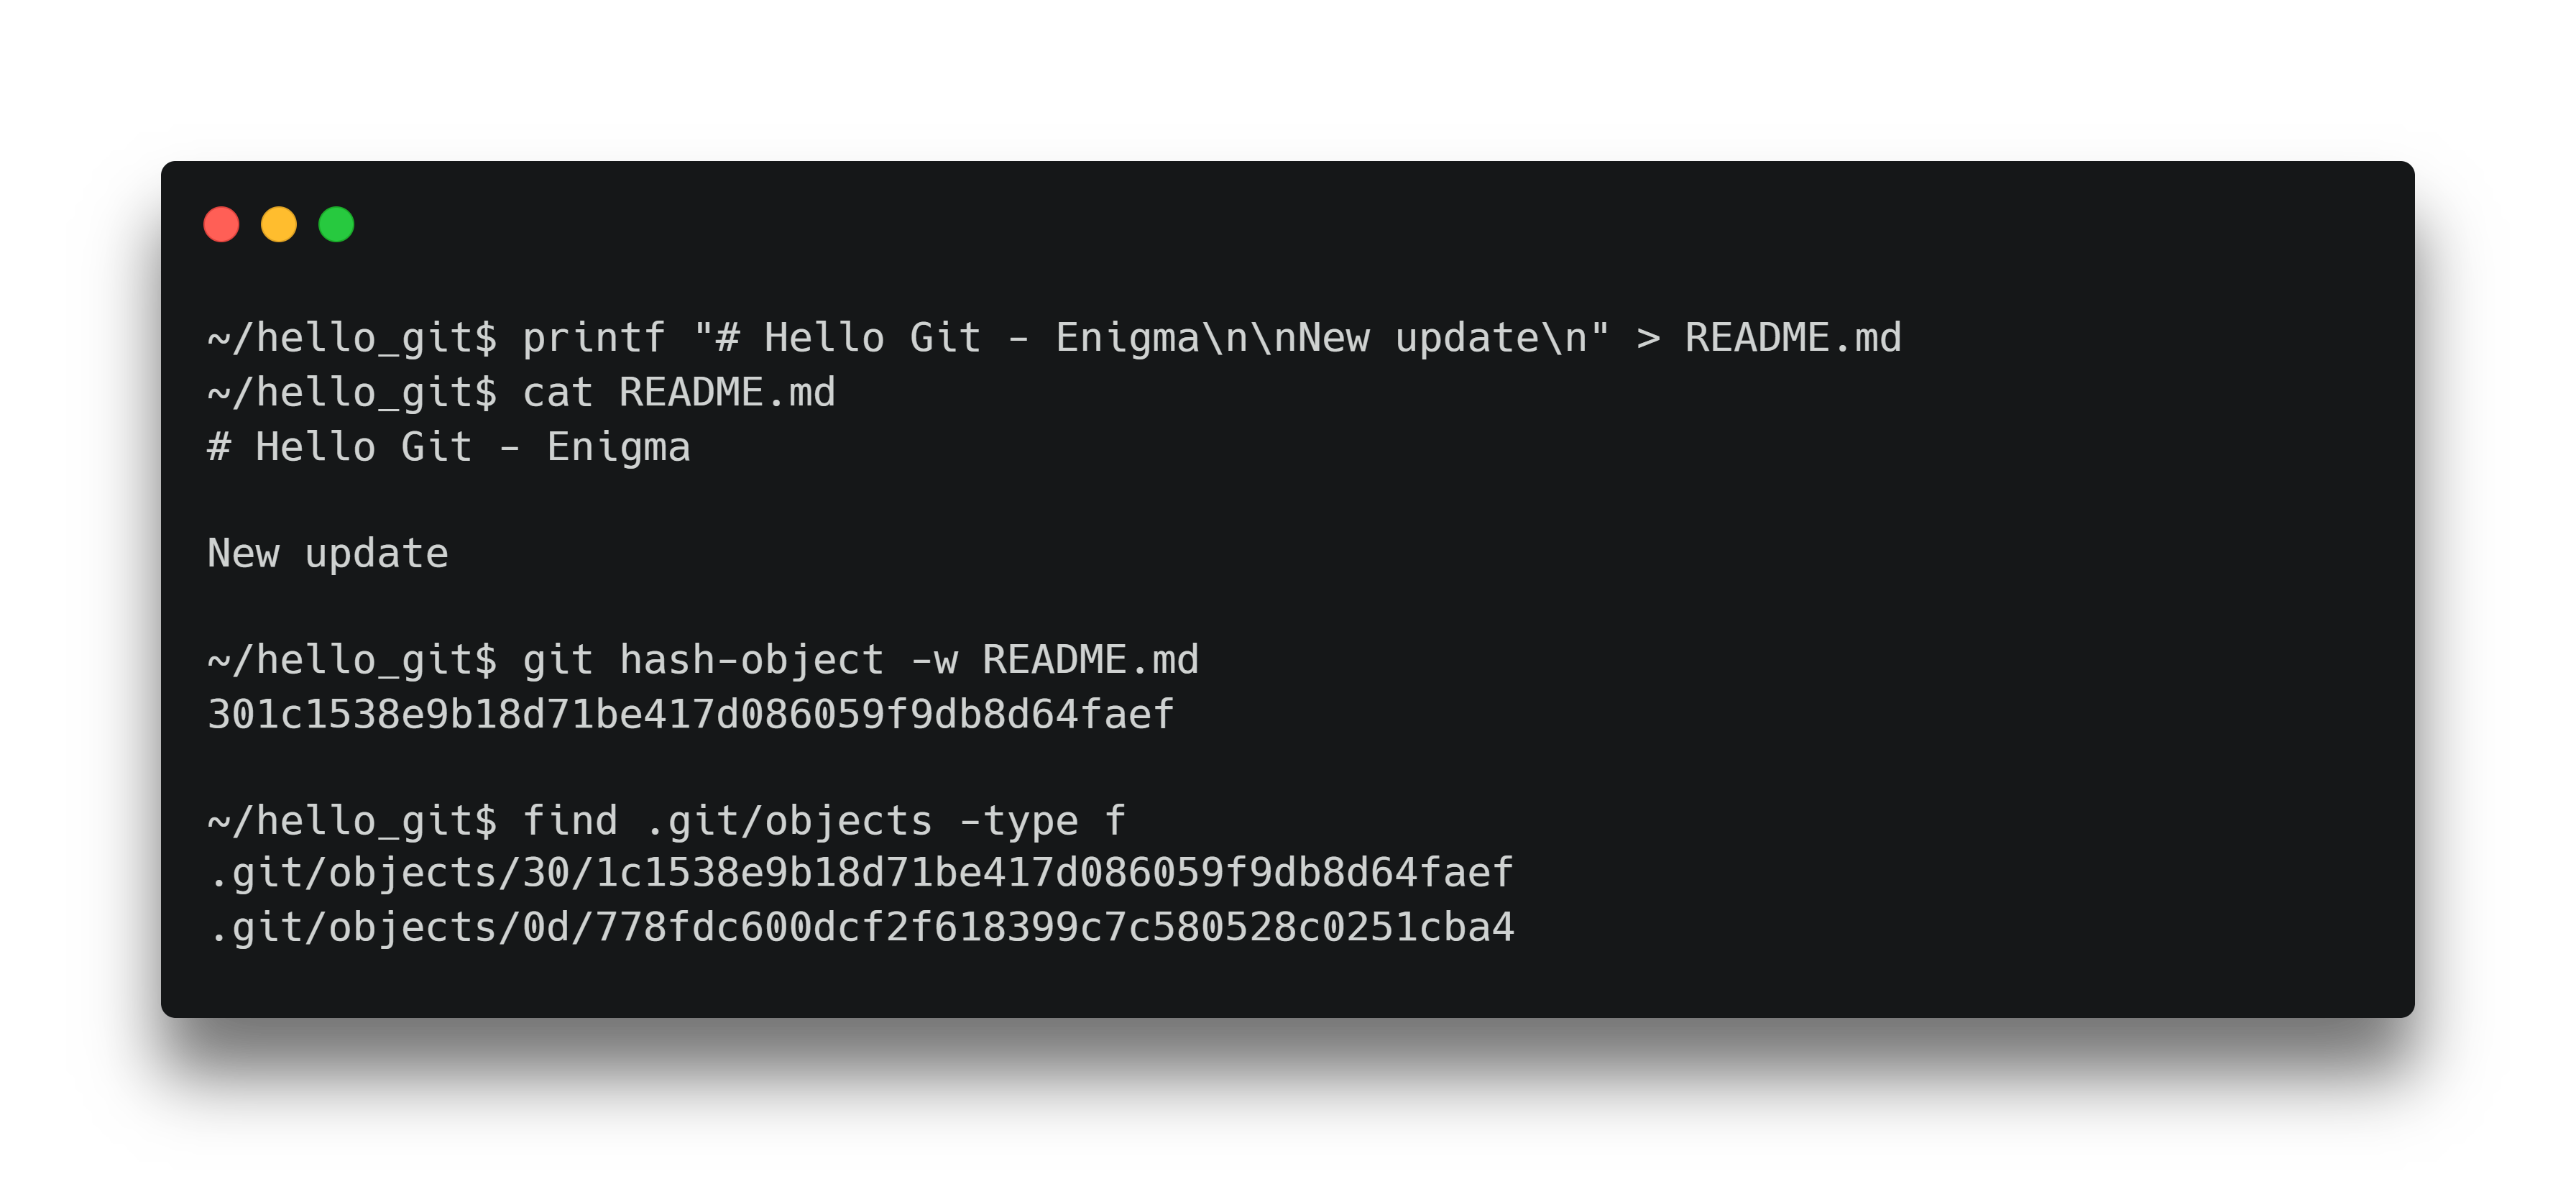 ~/hello_git$ printf "# Hello Git - Enigma\n\nNew update\n" > README.md
~/hello_git$ cat README.md
# Hello Git - Enigma
New update
~/hello_git$ git hash-object -w README.md
301c1538e9b18d71be417d086059f9db8d64faef
~/hello_git$ find .git/objects -type f
.git/objects/30/1c1538e9b18d71be417d086059f9db8d64faef
.git/objects/0d/778fdc600dcf2f618399c7c580528c0251cba4